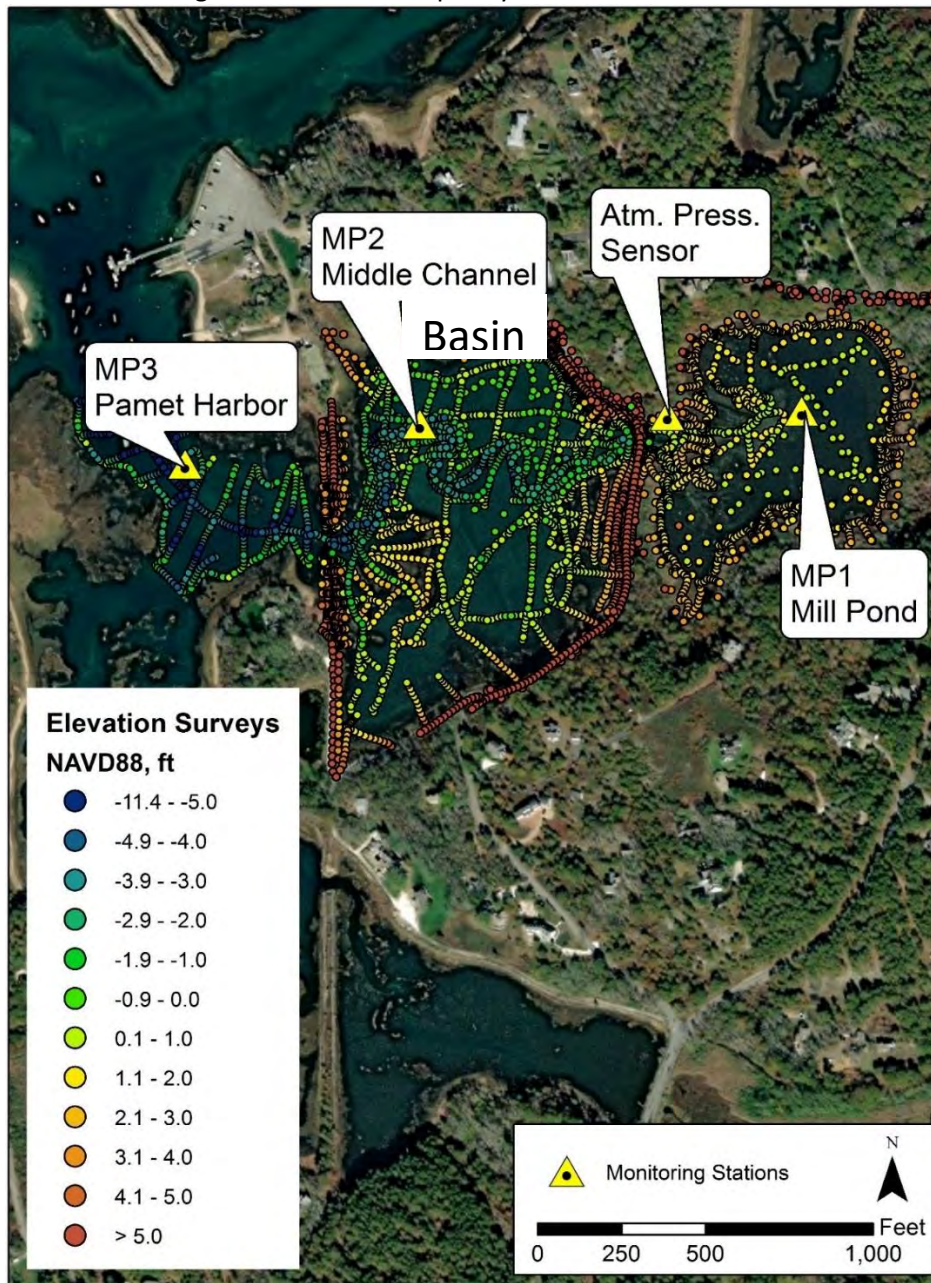 MP2
Middle Channel
Basin
Atm. Press.
Sensor
MP3
Pamet Harbor
MP1
Mill Pond
Elevation Surveys
NAVD88, ft
-11.4 - -5.0
-4.9 - -4.0
-3.9 - -3.0
-2.9 - -2.0
-1.9 - -1.0
-0.9 - 0.0
0.1 - 1.0
1.1 - 2.0
2.1 - 3.0
3.1 - 4.0
4.1 - 5.0
> 5.0
Monitoring Stations
N
Feet
0 250 500 1,000